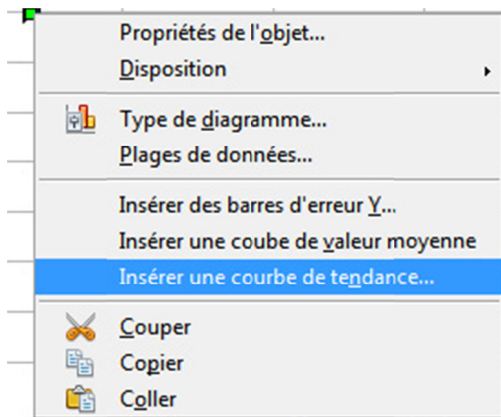 Propriétés de l'objet...
Disposition
Type de diagramme...
Plages de données...
Insérer des barres d'erreur Y...
Insérer une coube de valeur moyenne
Insérer une courbe de tendance...
Couper
Copier
Coller